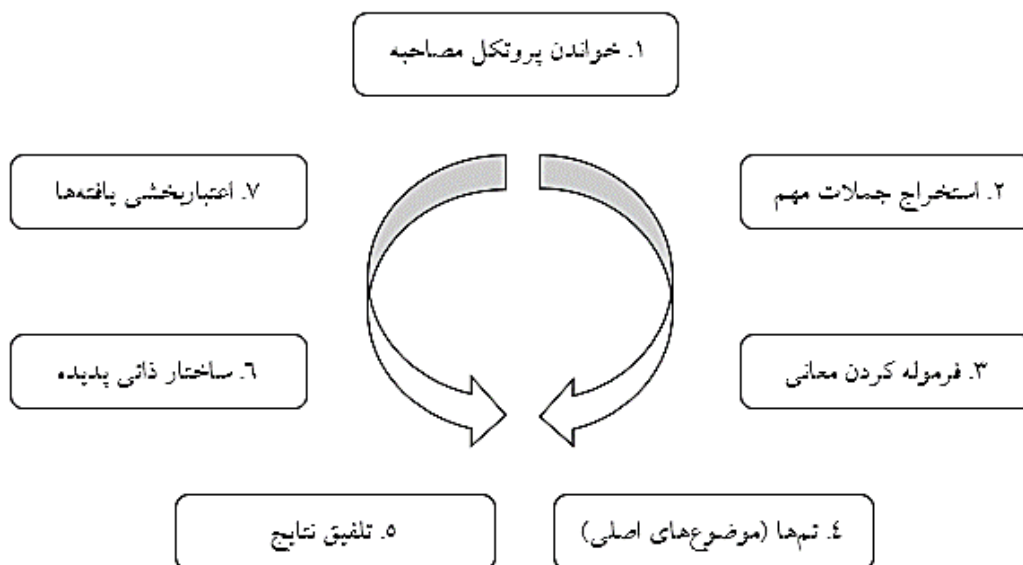 ۱. خواندن پروتکل مصاحبه
۲. استخراج جملات مهم
۳. فرموله کردن معانی
۴. تم‌ها (موضوع‌های اصلی)
۵. تلفیق نتایج
۶. ساختار ذاتی پدیده
۷. اعتباربخشی یافته‌ها